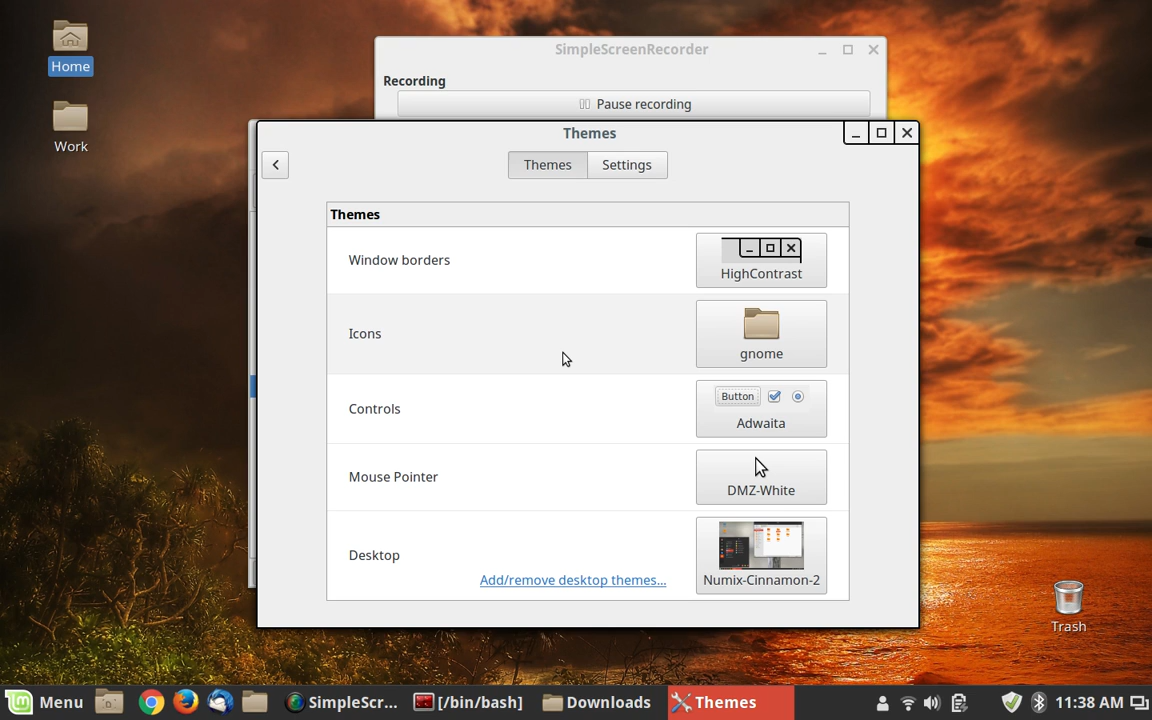 Home
Work
SimpleScreenRecorder
Recording
Pause recording
Themes
Themes Settings
Themes
Window borders
HighContrast
Icons
gnome
Controls
Button
Adwaita
Mouse Pointer
DMZ-White
Desktop
Add/remove desktop themes...
Numix-Cinnamon-2
Trash
Menu SimpleScr... [/bin/bash] Downloads Themes 11:38 AM